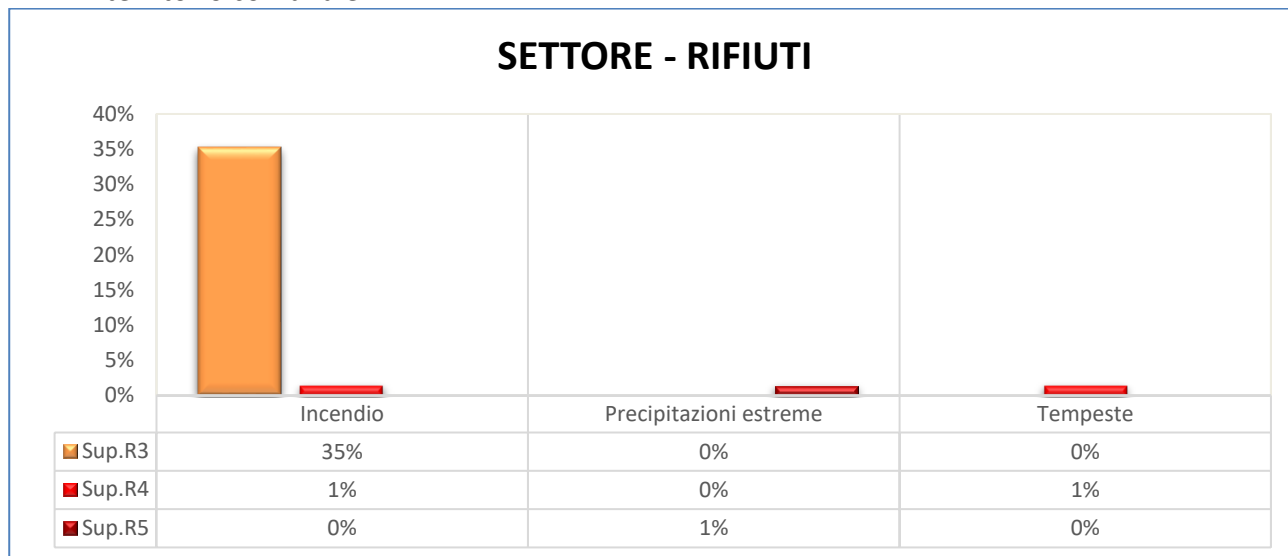 SETTORE - RIFIUTI
40%
35%
30%
25%
20%
15%
10%
5%
0%
Incendio Precipitazioni estreme Tempeste
Sup.R3 35% 0% 0%
Sup.R4 1% 0% 1%
Sup.R5 0% 1% 0%